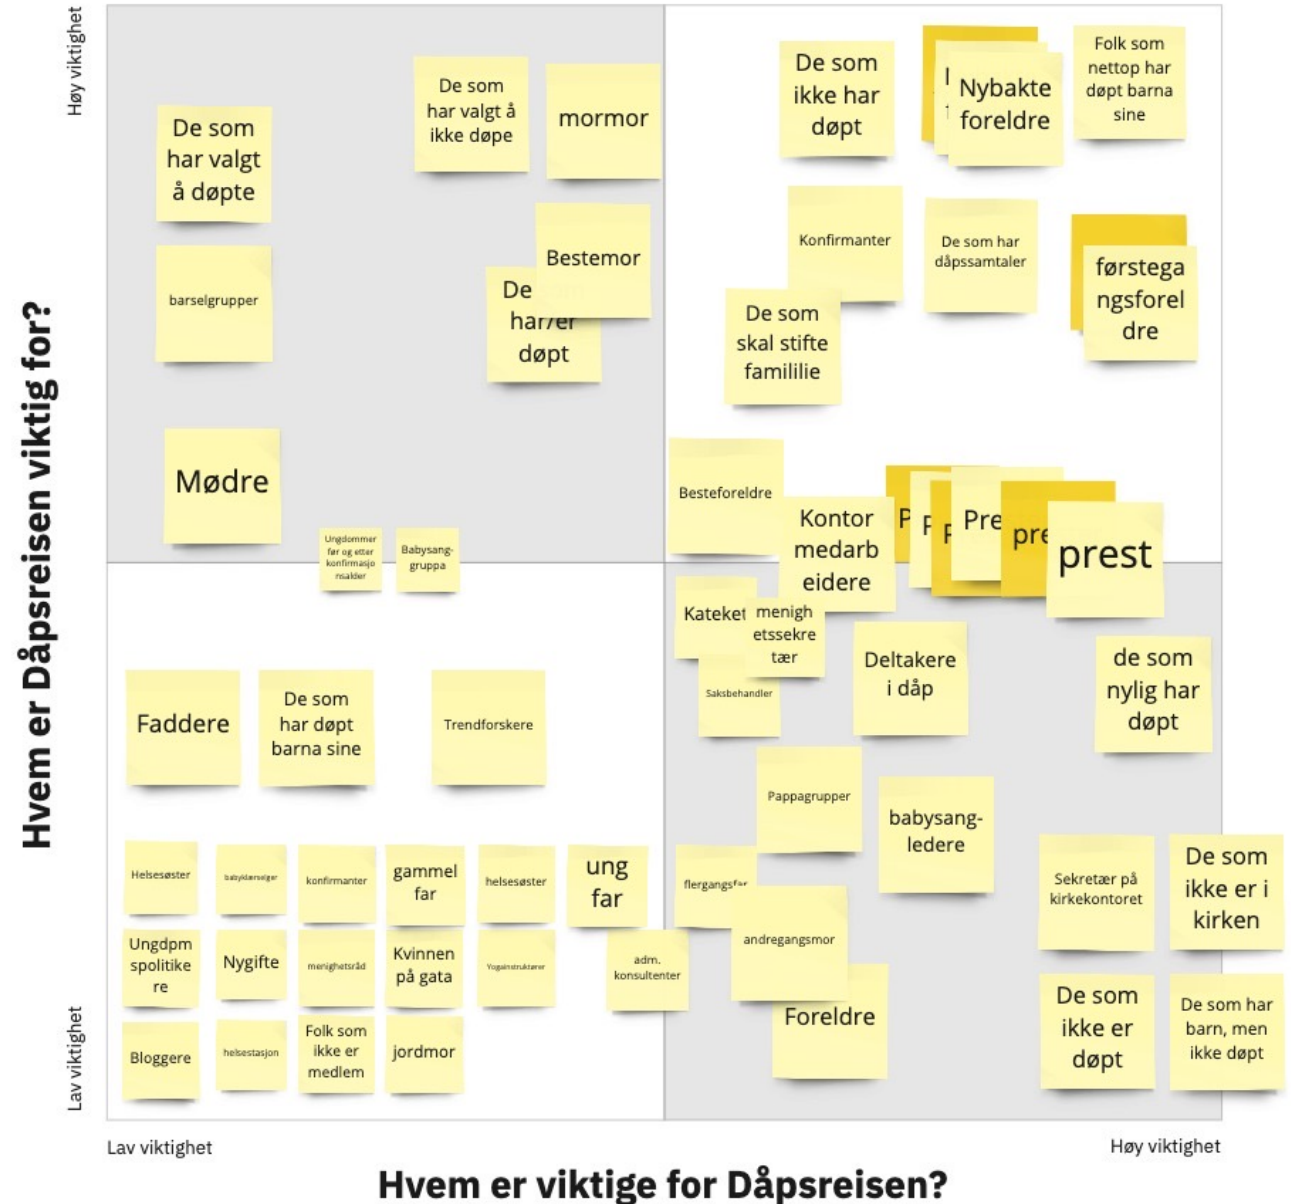 Høy viktighet
Hvem er Dåpsreisen viktig for?
Lav viktighet
De som
har valgt
å døpte
De som
har valgt å
ikke døpe
mormor
barselgrupper
Bestemor
De
har/er
døpt
Mødre
Ungdommer
før og etter
konfirmasjo
nsalder
Babysang-
gruppa
De som
ikke har
døpt
Nybakte
foreldre
Folk som
nettop har
døpt barna
sine
Konfirmanter
De som har
dåpssamtaler
førstega
ngsforel
dre
De som
skal stifte
famililie
Besteforeldre
Kontor
medarb
eidere
P
F
P
Pre
pre
prest
Faddere
De som
har døpt
barna sine
Trendforskere
Helsesøster
babyklærselger
konfirmanter
gammel
far
helsesøster
ung
far
Ungdpm
spolitike
re
Nygifte
menighetsråd
Kvinnen
på gata
Yogainstruktører
adm.
konsultenter
Bloggere
helsestasjon
Folk som
ikke er
medlem
jordmor
Kateket
menigh
etssekre
tær
Saksbehandler
Deltakere
i dåp
de som
nylig har
døpt
Pappagrupper
babysang-
ledere
flergangsfar
andregangsmor
Foreldre
Sekretær på
kirkekontoret
De som
ikke er i
kirken
De som
ikke er
døpt
De som har
barn, men
ikke døpt
Lav viktighet
Høy viktighet
Hvem er viktige for Dåpsreisen?